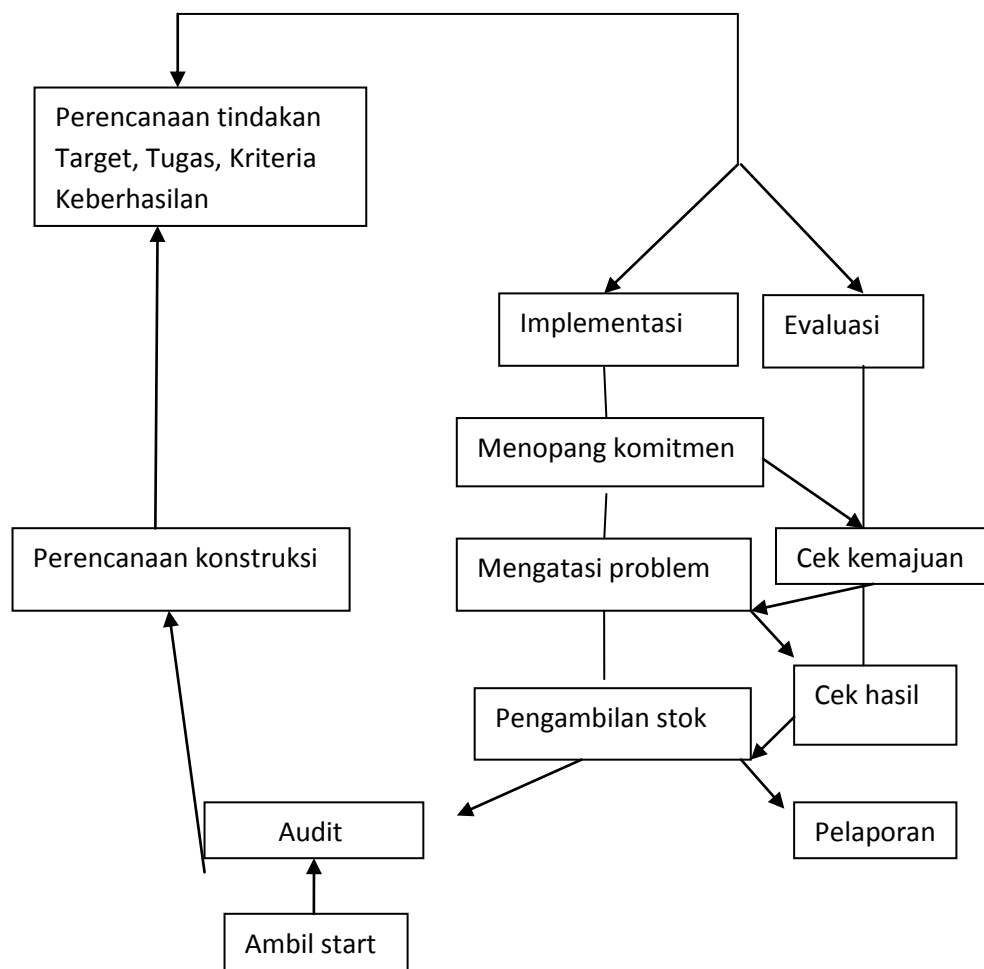 Perencanaan tindakan
Target, Tugas, Kriteria
Keberhasilan
Implementasi
Evaluasi
Menopang komitmen
Perencanaan konstruksi
Mengatasi problem
Cek kemajuan
Pengambilan stok
Cek hasil
Audit
Pelaporan
Ambil start